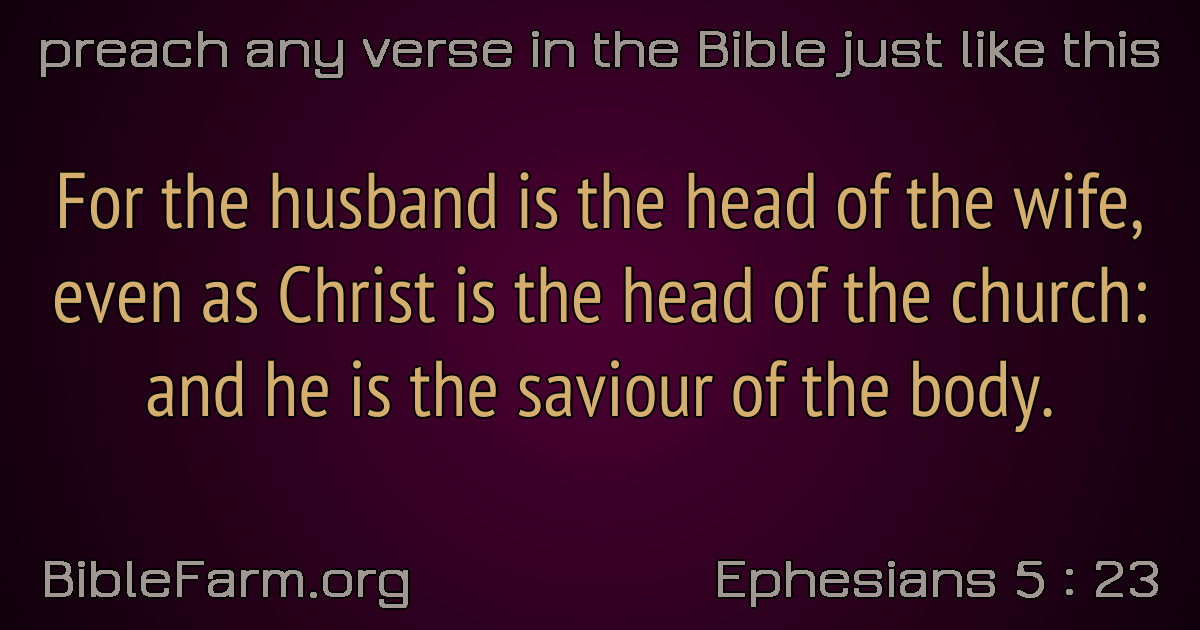 preach any verse in the Bible just like this
For the husband is the head of the wife,
even as Christ is the head of the church:
and he is the saviour of the body.
BibleFarm.org
Ephesians 5 : 23